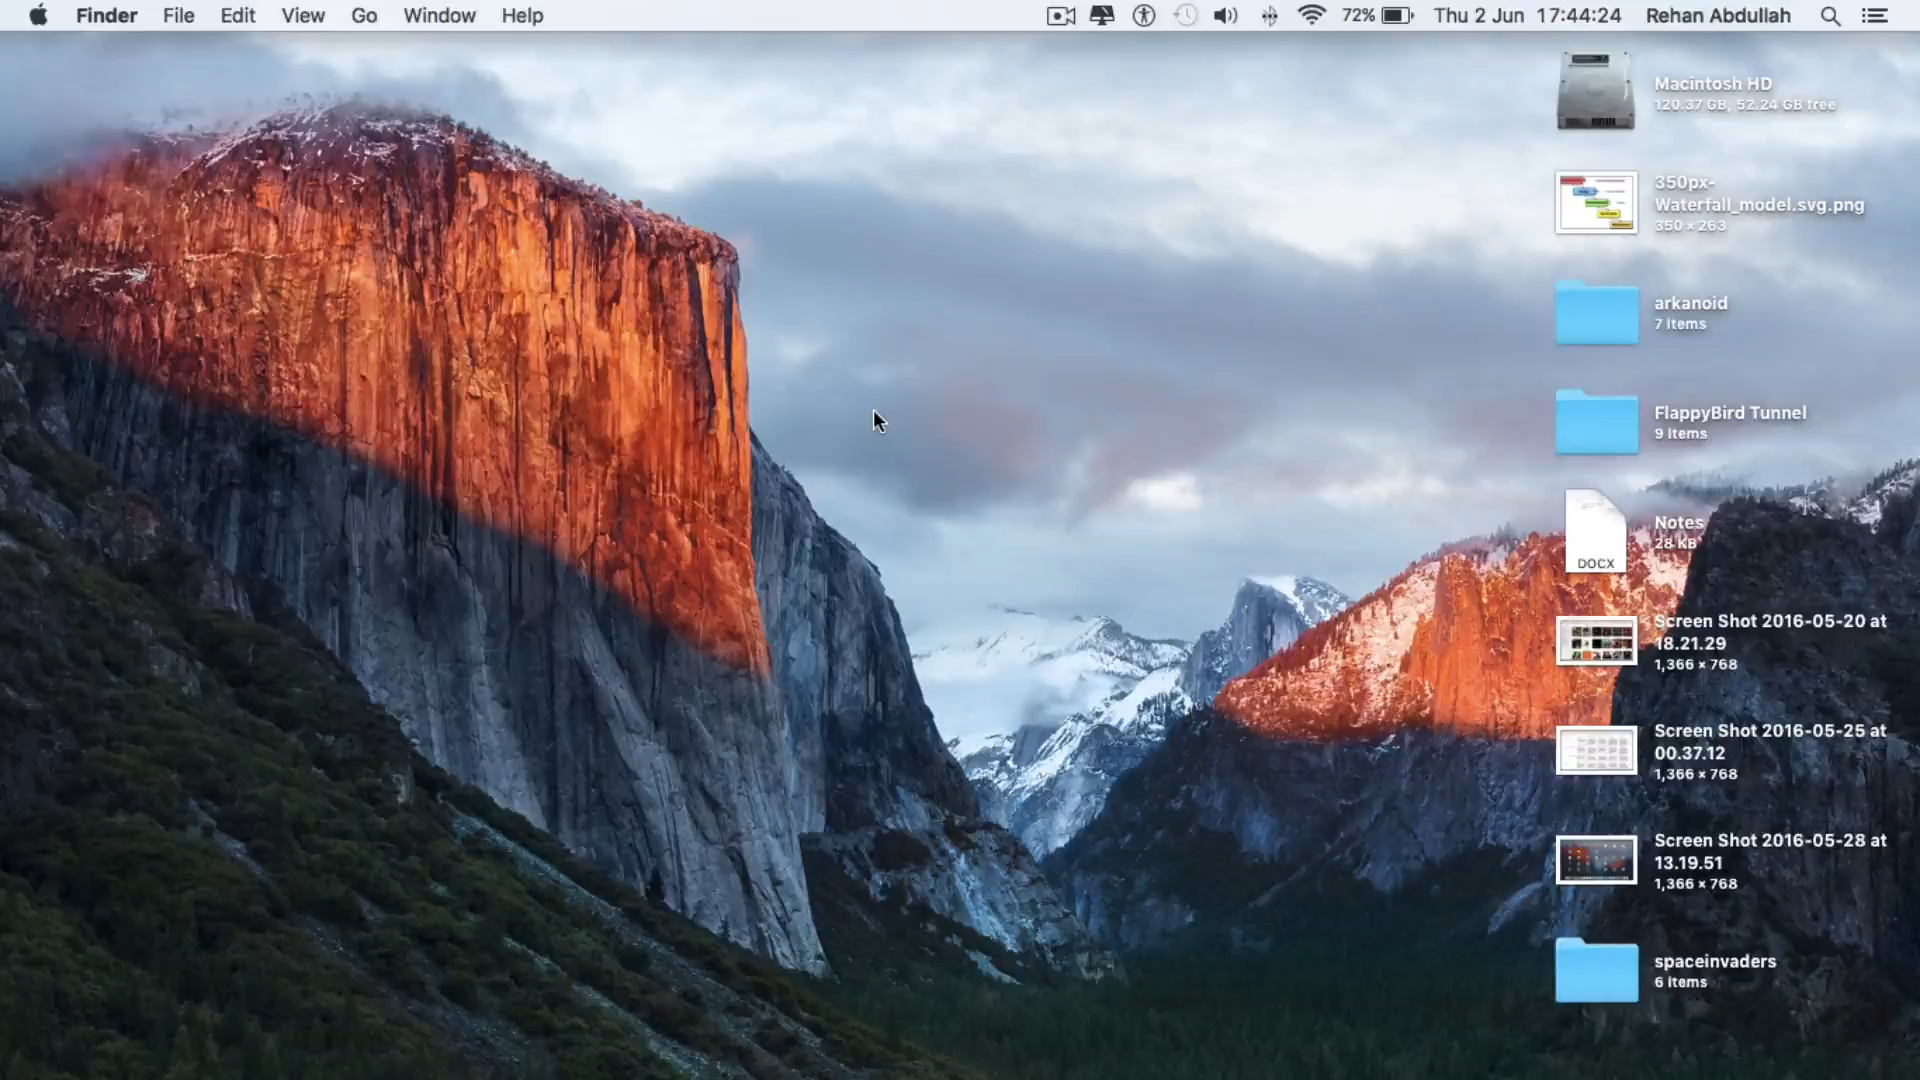 Finder File Edit View Go Window Help 72% Thu 2 Jun 17:44:24 Rehan Abdullah
Macintosh HD
120.37 GB, 52.24 GB free
350px-
Waterfall_model.svg.png
350 × 263
arkanoid
7 items
FlappyBird Tunnel
9 items
DOCX
Notes
28 KB
Screen Shot 2016-05-20 at
18.21.29
1,366 × 768
Screen Shot 2016-05-25 at
00.37.12
1,366 × 768
Screen Shot 2016-05-28 at
13.19.51
1,366 × 768
spaceinvaders
6 items